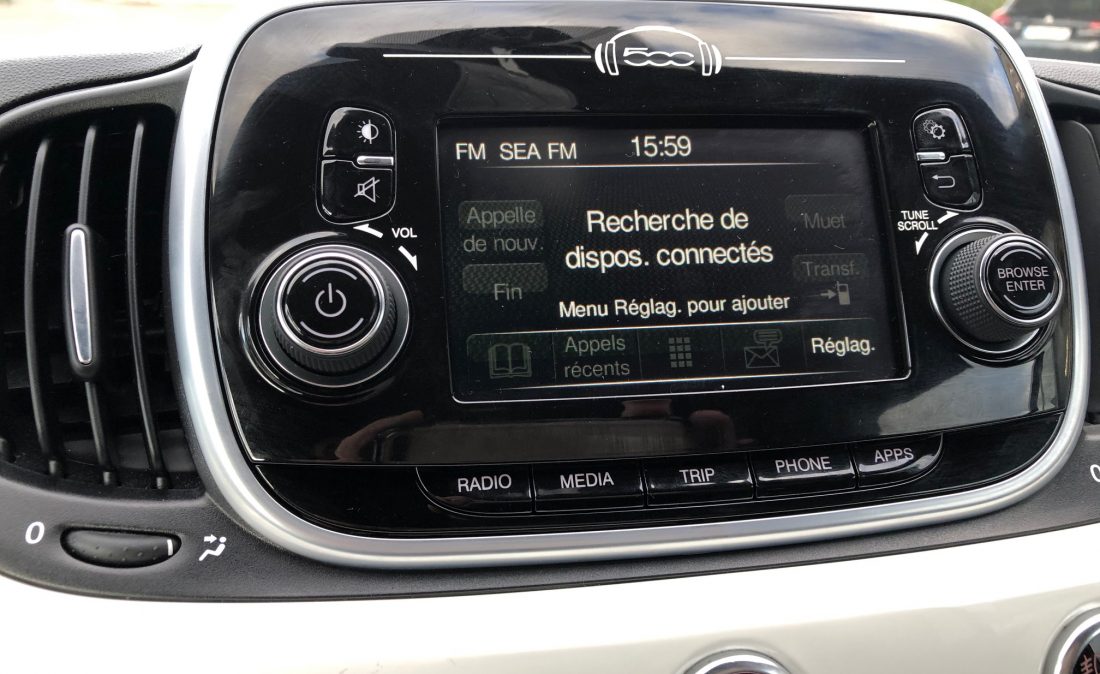 500
FM SEA FM 15:59
VOL
TUNE
SCROLL
Appelle
de nouv.
Recherche de
dispos. connectés
Muet
Fin
Transf.
BROWSE
ENTER
Menu Réglag. pour ajouter
Appels
récents
Réglag.
RADIO MEDIA TRIP PHONE APPS
0
0